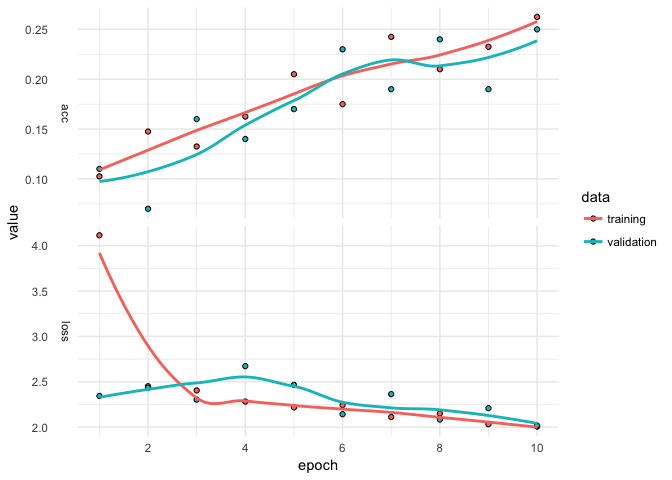 0.25
0.20
0.15
0.10
acc
value
4.0
3.5
3.0
2.5
2.0
loss
2 4 6 8 10
epoch
data
training
validation